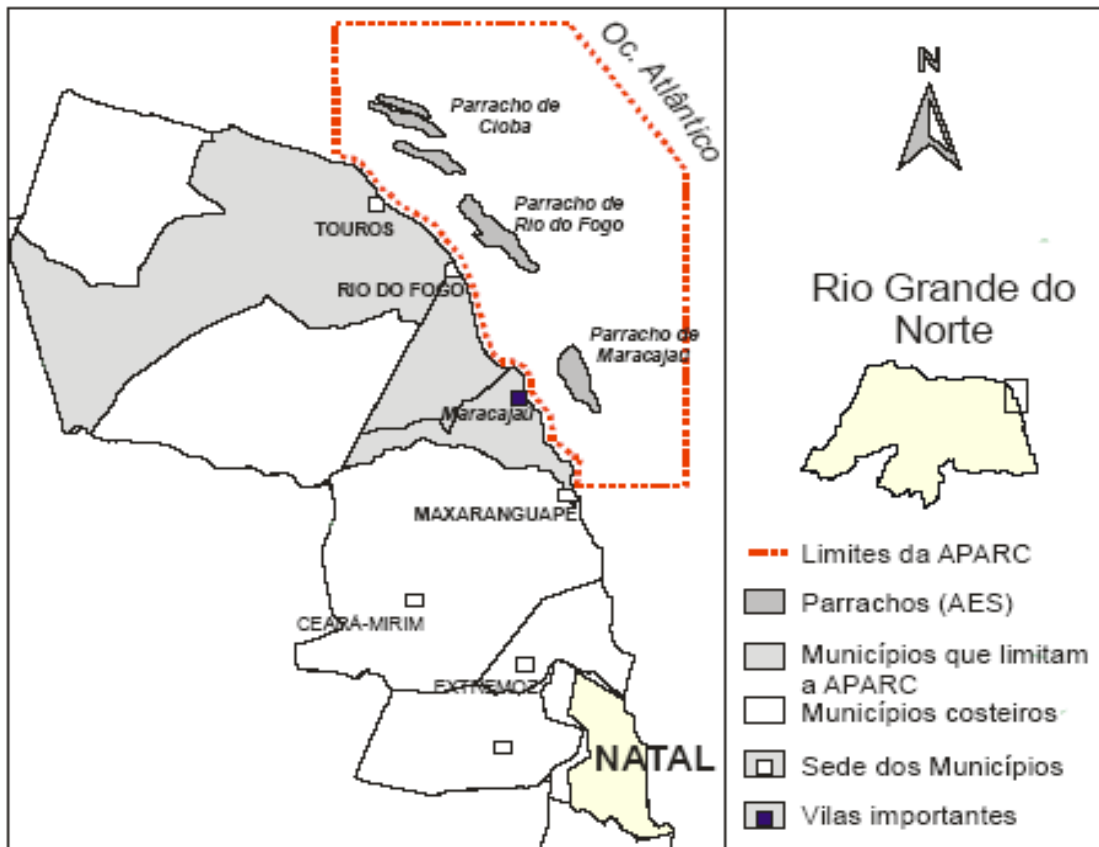 Oc. Atlântico
Parracho de
Cioba
Parracho de
Rio do Fogo
TOUROS
RIO DO FOGO
Parracho de
Maracajaú
Maracajaú
MAXARANGUAPE
CEARÁ-MIRIM
EXTREMOZ
NATAL
N
Rio Grande do
Norte
Limites da APARC
Parrachos (AES)
Municípios que limitam
a APARC
Municípios costeiros
Sede dos Municípios
Vilas importantes